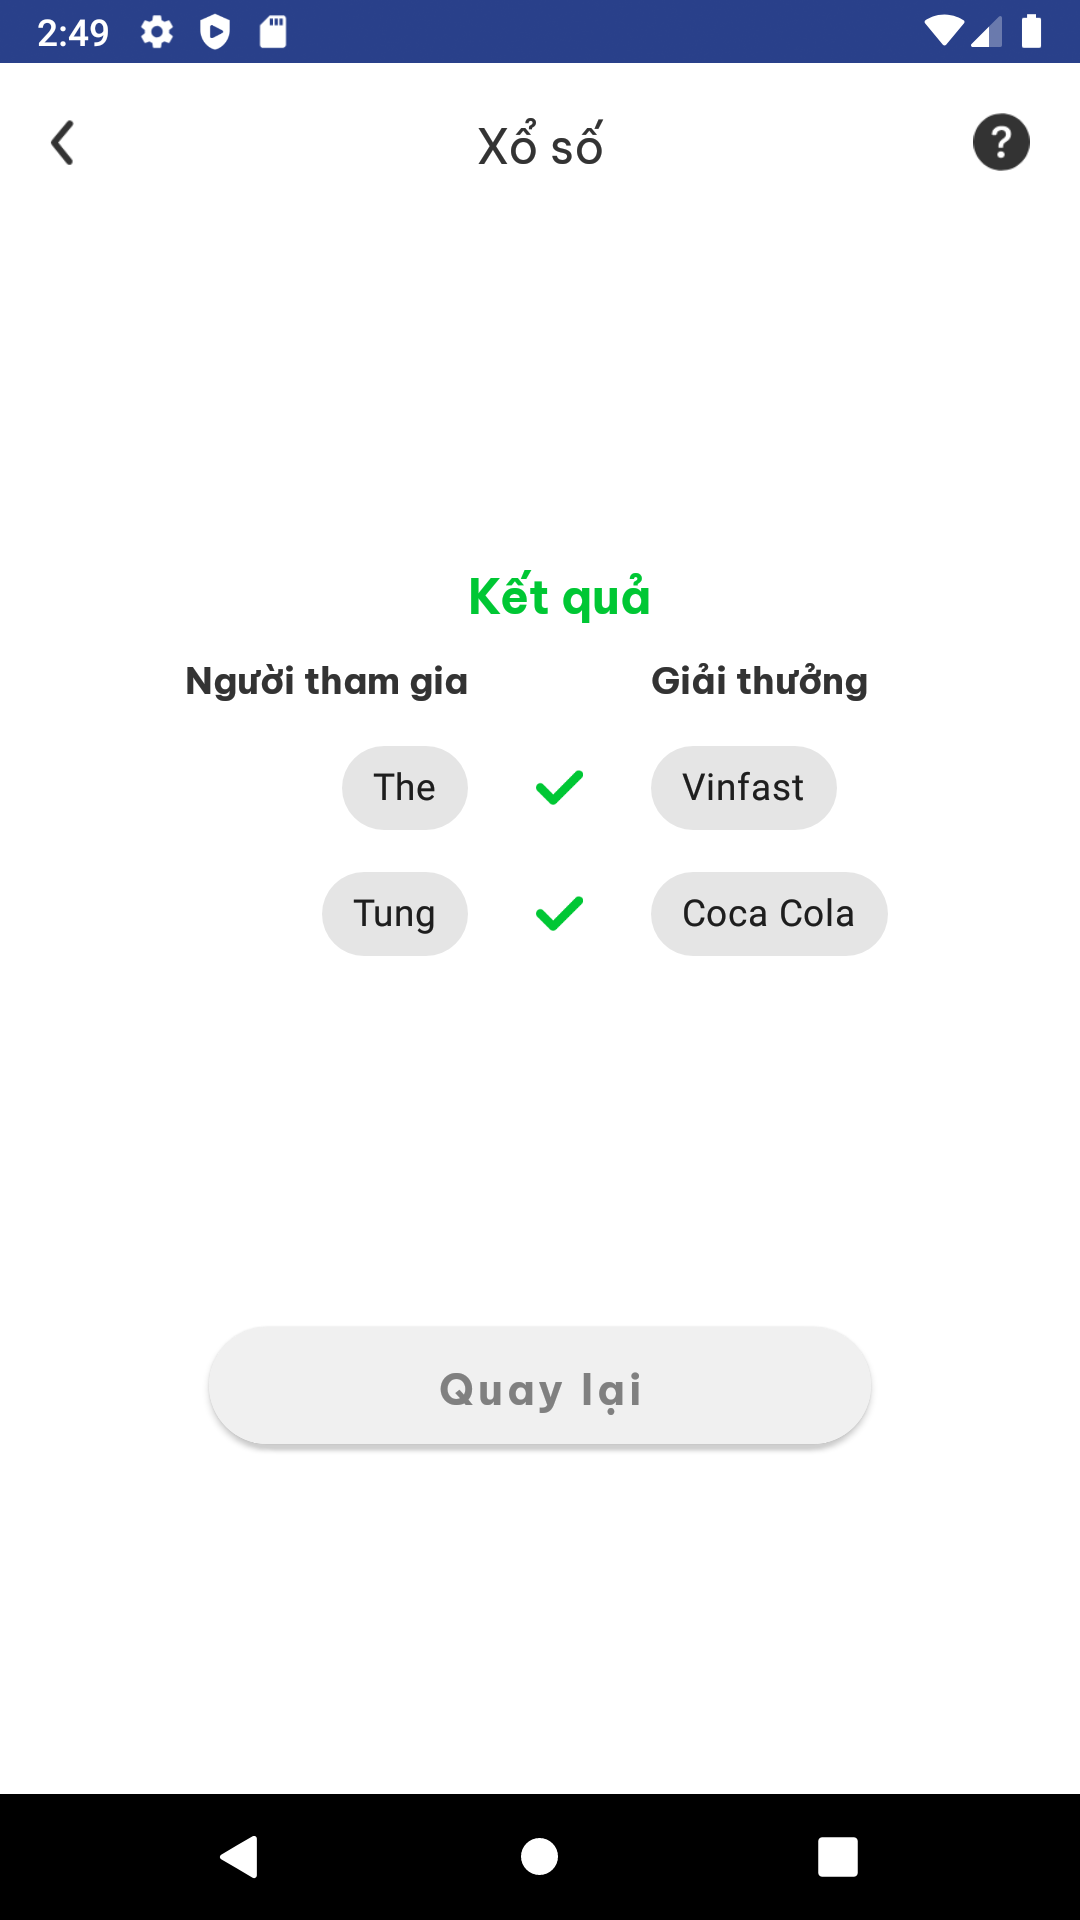 2:49
Xổ số
Kết quả
Người tham gia Giải thưởng
The Vinfast
Tung Coca Cola
Quay lại